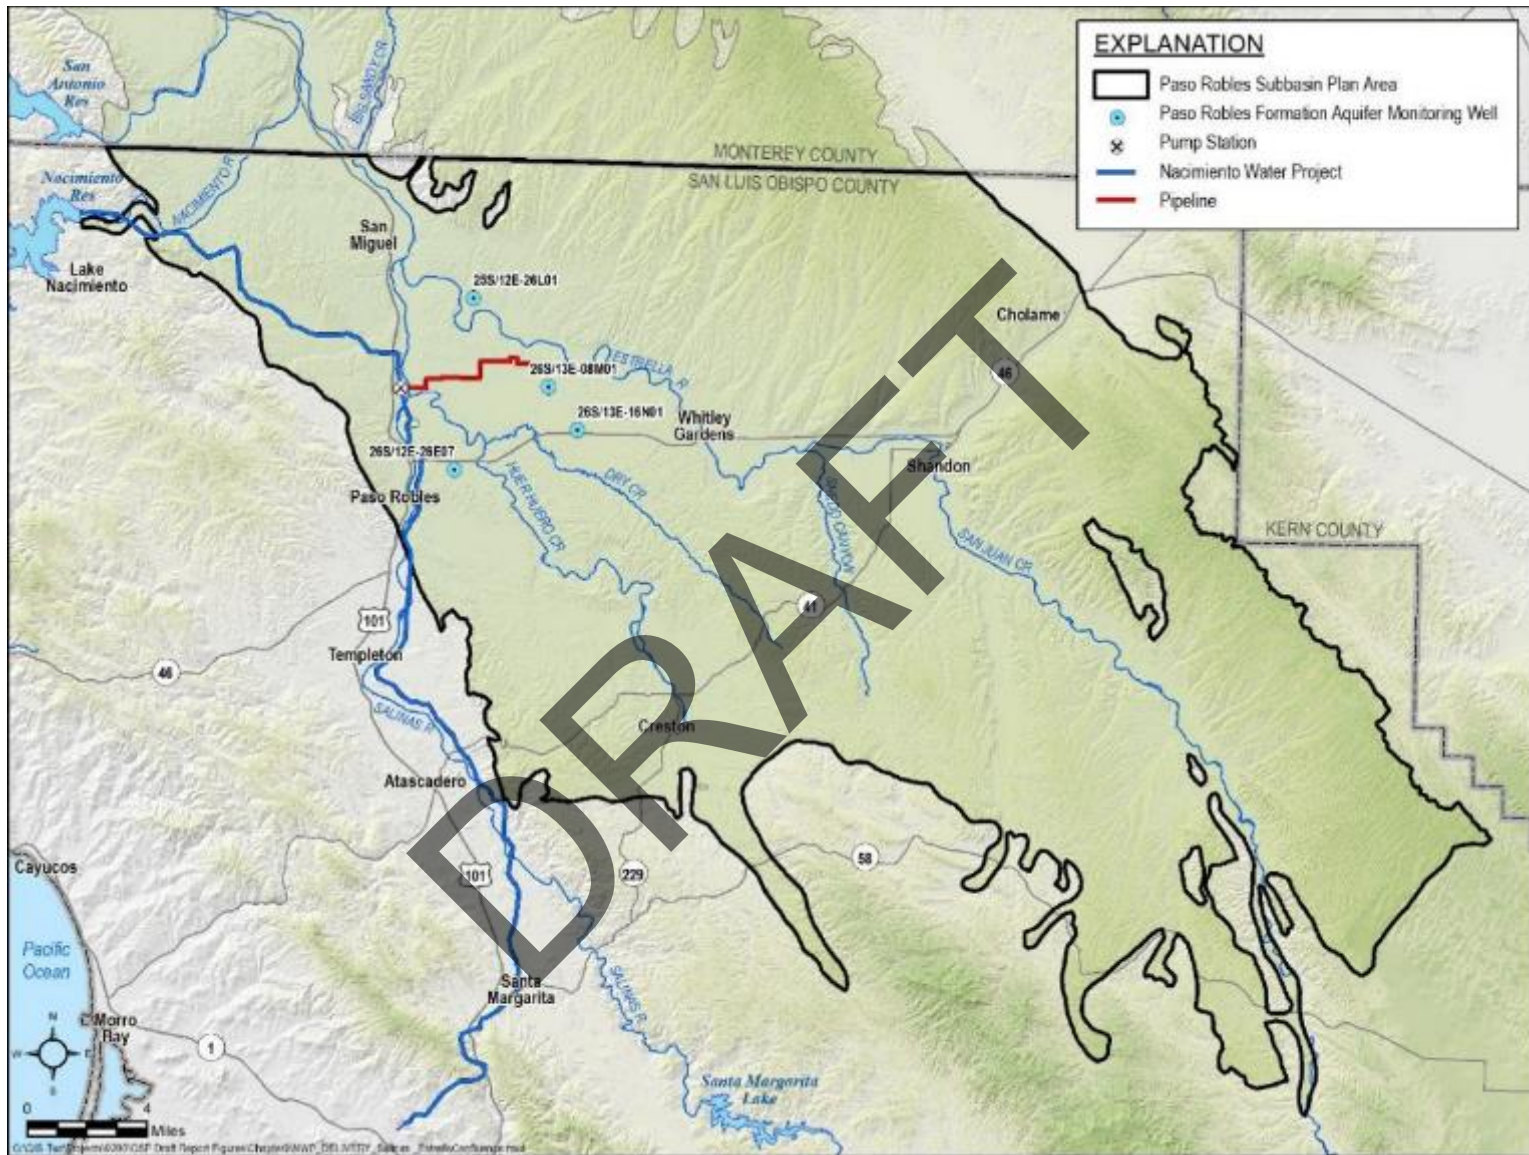 EXPLANATION
Paso Robles Subbasin Plan Area
Paso Robles Formation Aquifer Monitoring Well
Pump Station
Nacimiento Water Project
Pipeline
San
Antonio
Res
BIG SANDY CR
MONTEREY COUNTY
SAN LUIS OBISPO COUNTY
Nacimiento
Res
NACIMIENTO R
San
Miguel
Lake
Nacimiento
25S/12E-26L01
Cholame
ESTRELLA R
26S/13E-08M01
46
26S/13E-16N01
Whitley
Gardens
26S/12E-26E07
Shandon
Paso Robles
HUER HUERO CR
DRY CR
CANYON
SAN JUAN CR
KERN COUNTY
41
101
Templeton
46
SALINAS R
Creston
Atascadero
DRAFT
58
101
229
Cayucos
Pacific
Ocean
Santa
Margarita
SALINAS R
N
W
E
S
Morro
Bay
1
Santa Margarita
Lake
0
4
Miles